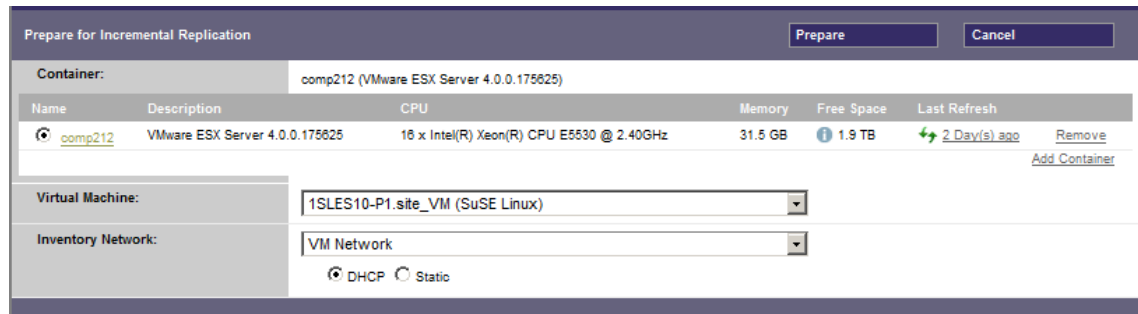 Prepare for Incremental Replication Prepare Cancel
Container: comp212 (VMware ESX Server 4.0.0.175625)
Name Description CPU Memory Free Space Last Refresh
comp212 VMware ESX Server 4.0.0.175625 16 x Intel(R) Xeon(R) CPU E5530 @ 2.40GHz 31.5 GB 1.9 TB 2 Day(s) ago Remove
Add Container
Virtual Machine: 1SLES10-P1.site_VM (SuSE Linux)
Inventory Network: VM Network
DHCP Static